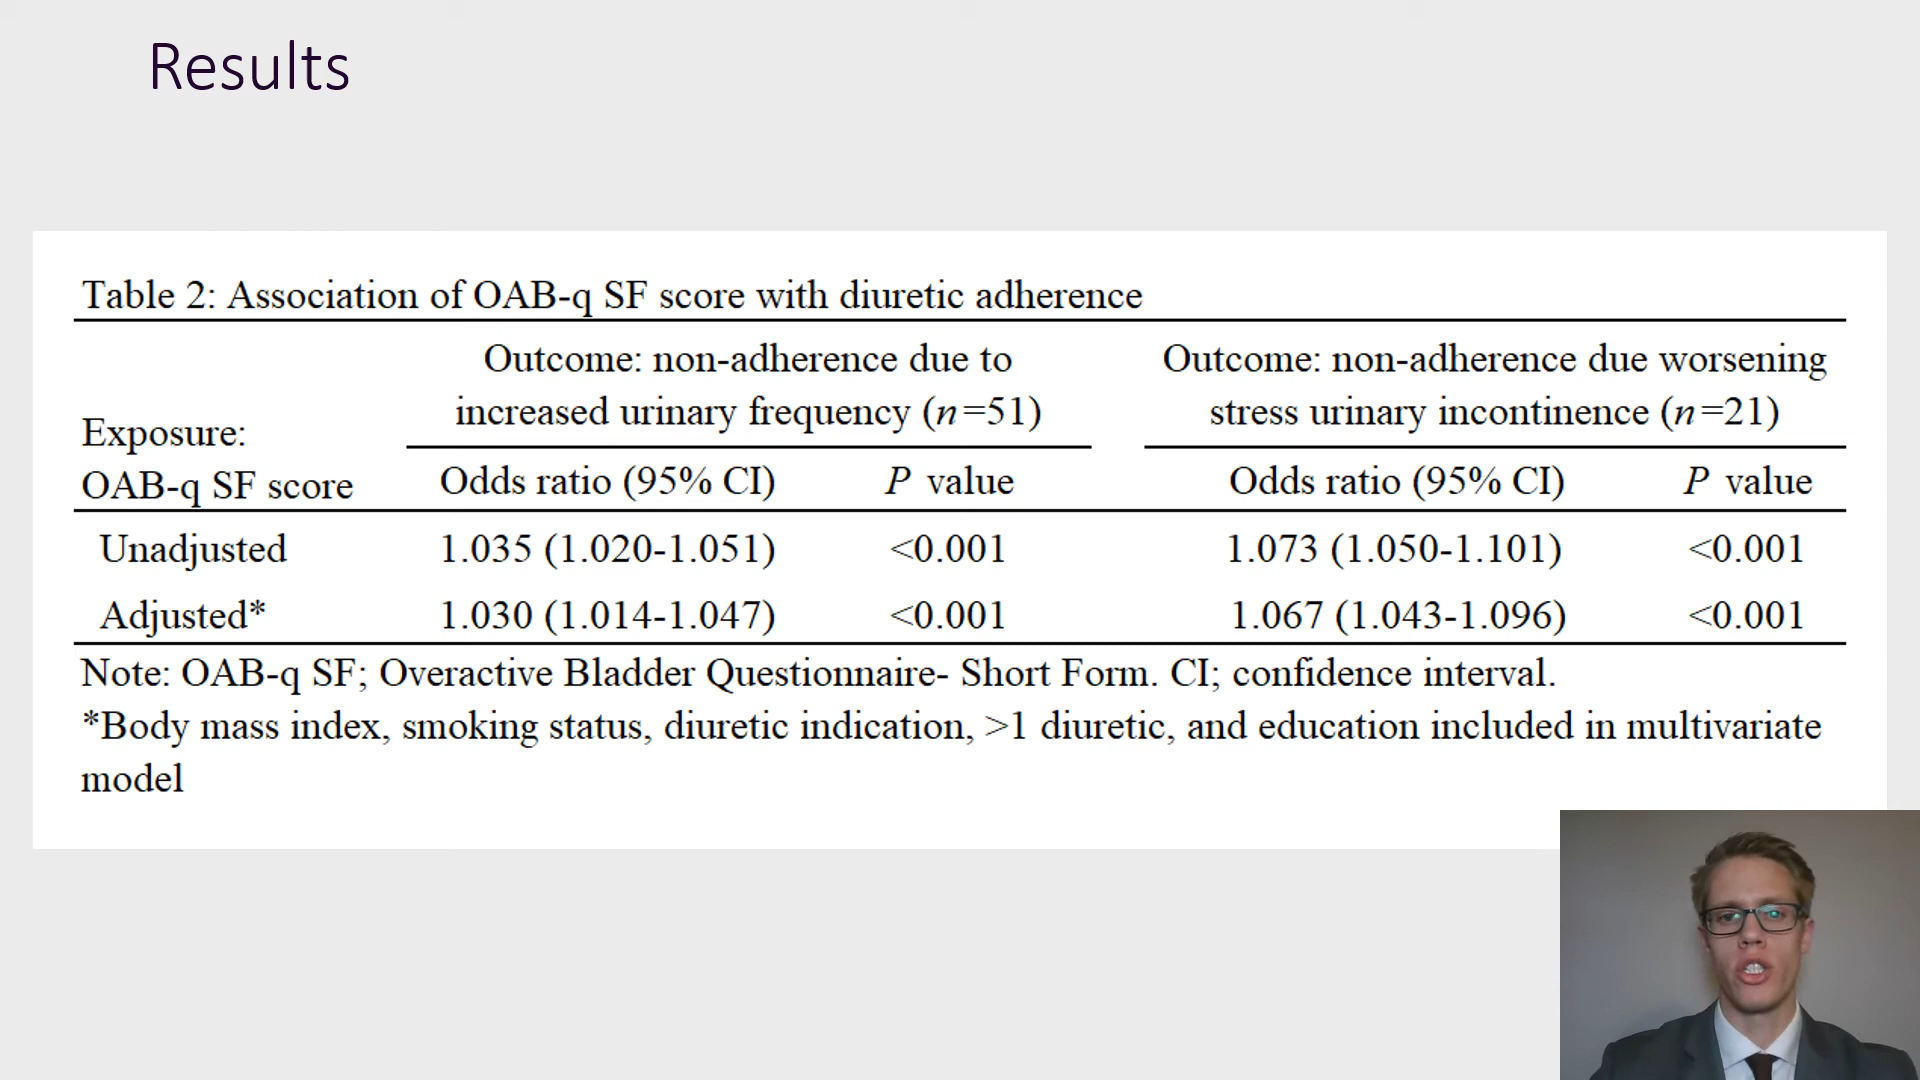 Results
Table 2: Association of OAB-q SF score with diuretic adherence
Outcome: non-adherence due to
increased urinary frequency (n=51)
Outcome: non-adherence due worsening
stress urinary incontinence (n=21)
Exposure:
OAB-q SF score
Odds ratio (95% CI) P value Odds ratio (95% CI) P value
Unadjusted 1.035 (1.020-1.051) <0.001 1.073 (1.050-1.101) <0.001
Adjusted* 1.030 (1.014-1.047) <0.001 1.067 (1.043-1.096) <0.001
Note: OAB-q SF; Overactive Bladder Questionnaire- Short Form. CI; confidence interval.
*Body mass index, smoking status, diuretic indication, >1 diuretic, and education included in multivariate
model